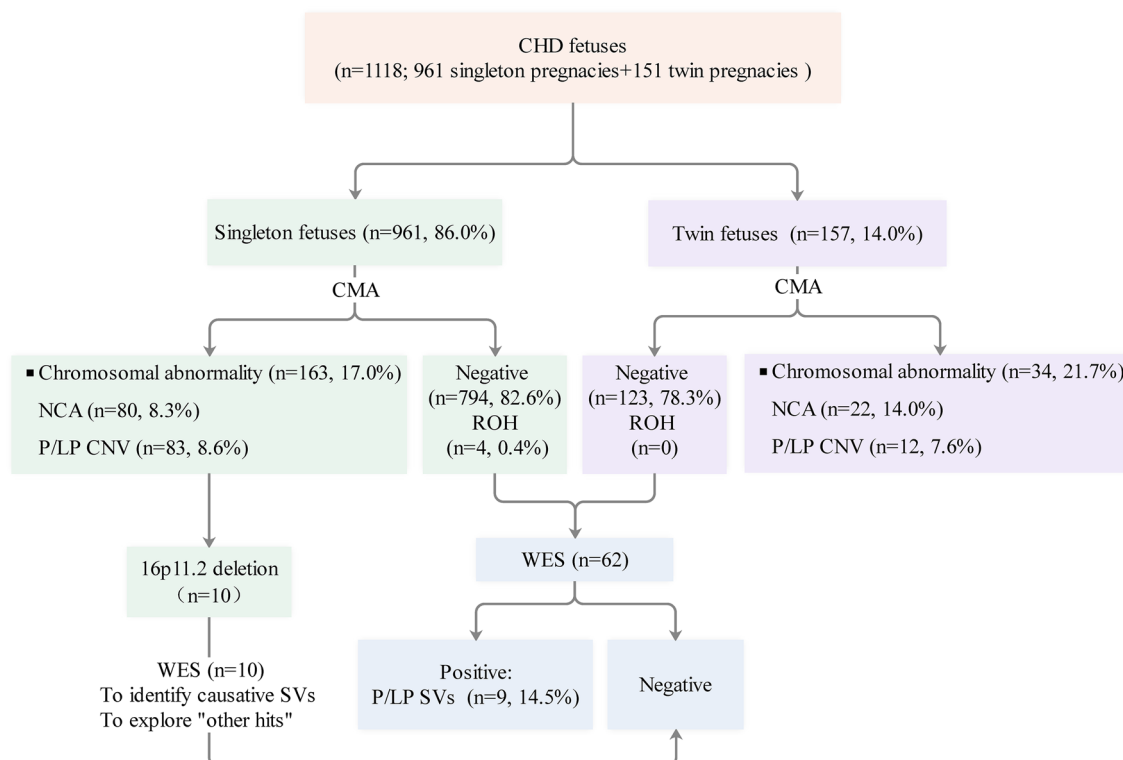 CHD fetuses
(n=1118; 961 singleton pregnacies+151 twin pregnacies )
Singleton fetuses (n=961, 86.0%)
Twin fetuses (n=157, 14.0%)
CMA
CMA
▪ Chromosomal abnormality (n=163, 17.0%)
NCA (n=80, 8.3%)
P/LP CNV (n=83, 8.6%)
Negative
(n=794, 82.6%)
ROH
(n=4, 0.4%)
Negative
(n=123, 78.3%)
ROH
(n=0)
▪ Chromosomal abnormality (n=34, 21.7%)
NCA (n=22, 14.0%)
P/LP CNV (n=12, 7.6%)
16p11.2 deletion
（n=10）
WES (n=62)
WES (n=10)
To identify causative SVs
To explore "other hits"
Positive:
P/LP SVs (n=9, 14.5%)
Negative